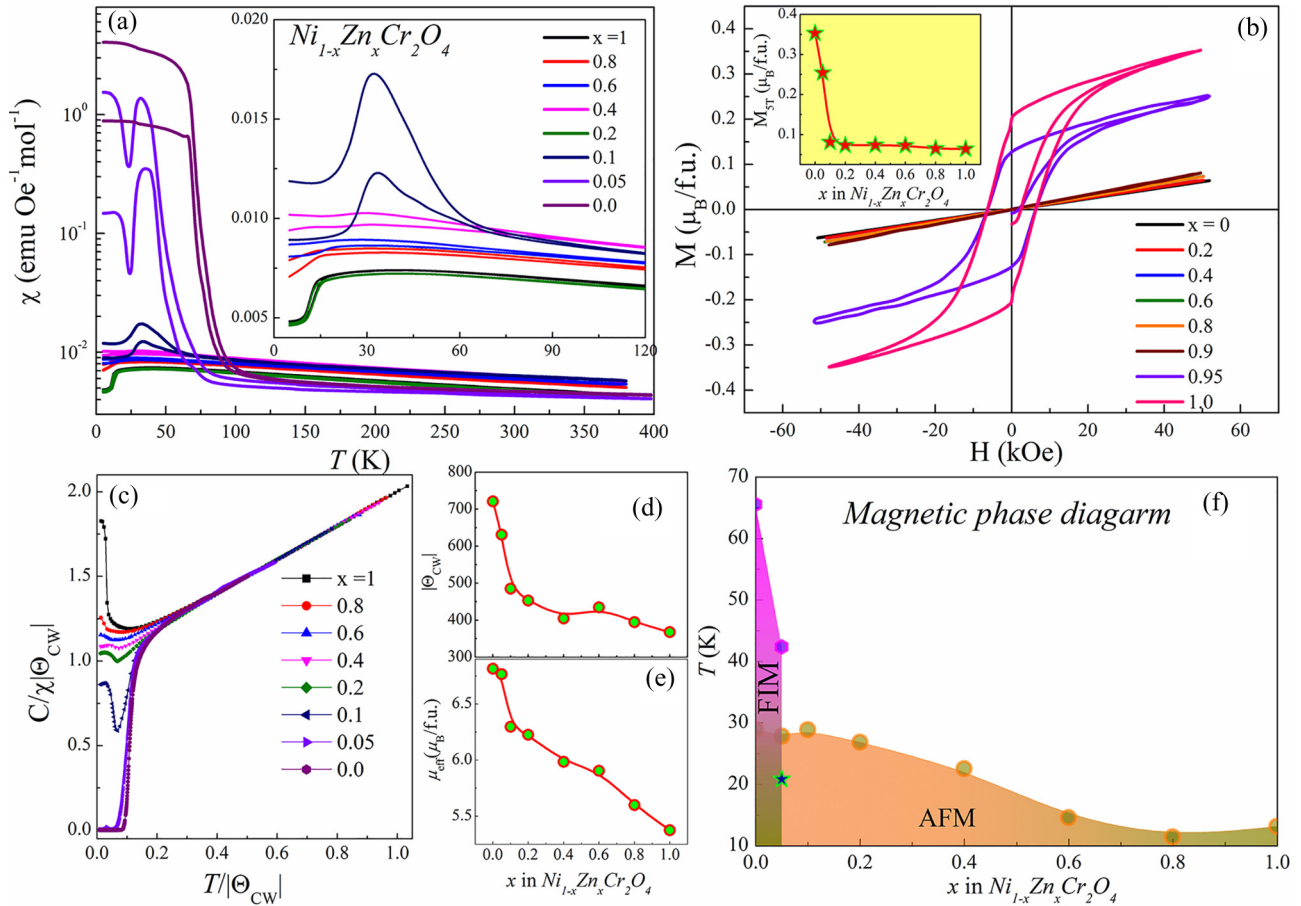 (a)
Ni₁₋ₓZnₓCr₂O₄
x = 1
0.8
0.6
0.4
0.2
0.1
0.05
0.0
0.020
0.015
0.010
0.005
0 30 60 90 120
10⁰
10⁻¹
10⁻²
χ (emu Oe⁻¹mol⁻¹)
0 25 50 75 100 150 200 250 300 350 400
T (K)
(b)
0.4
0.3
0.2
0.1
M₅T (μB/f.u.)
0.0 0.2 0.4 0.6 0.8 1.0
x in Ni₁₋ₓZnₓCr₂O₄
0.4
0.3
0.2
0.1
0.0
-0.1
-0.2
-0.3
-0.4
M (μB/f.u.)
x = 0
0.2
0.4
0.6
0.8
0.9
0.95
1.0
-60 -40 -20 0 20 40 60
H (kOe)
(c)
2.0
1.5
1.0
0.5
0.0
C/χ|ΘCW|
x =1
0.8
0.6
0.4
0.2
0.1
0.05
0.0
0.0 0.2 0.4 0.6 0.8 1.0
T/|ΘCW|
(d)
800
700
600
500
400
300
|ΘCW|
(e)
6.5
6.0
5.5
μeff(μB/f.u.)
0.0 0.2 0.4 0.6 0.8 1.0
x in Ni₁₋ₓZnₓCr₂O₄
(f)
Magnetic phase diagarm
70
65
60
55
50
45
40
35
30
25
20
15
10
T (K)
FIM
AFM
0.0 0.2 0.4 0.6 0.8 1.0
x in Ni₁₋ₓZnₓCr₂O₄